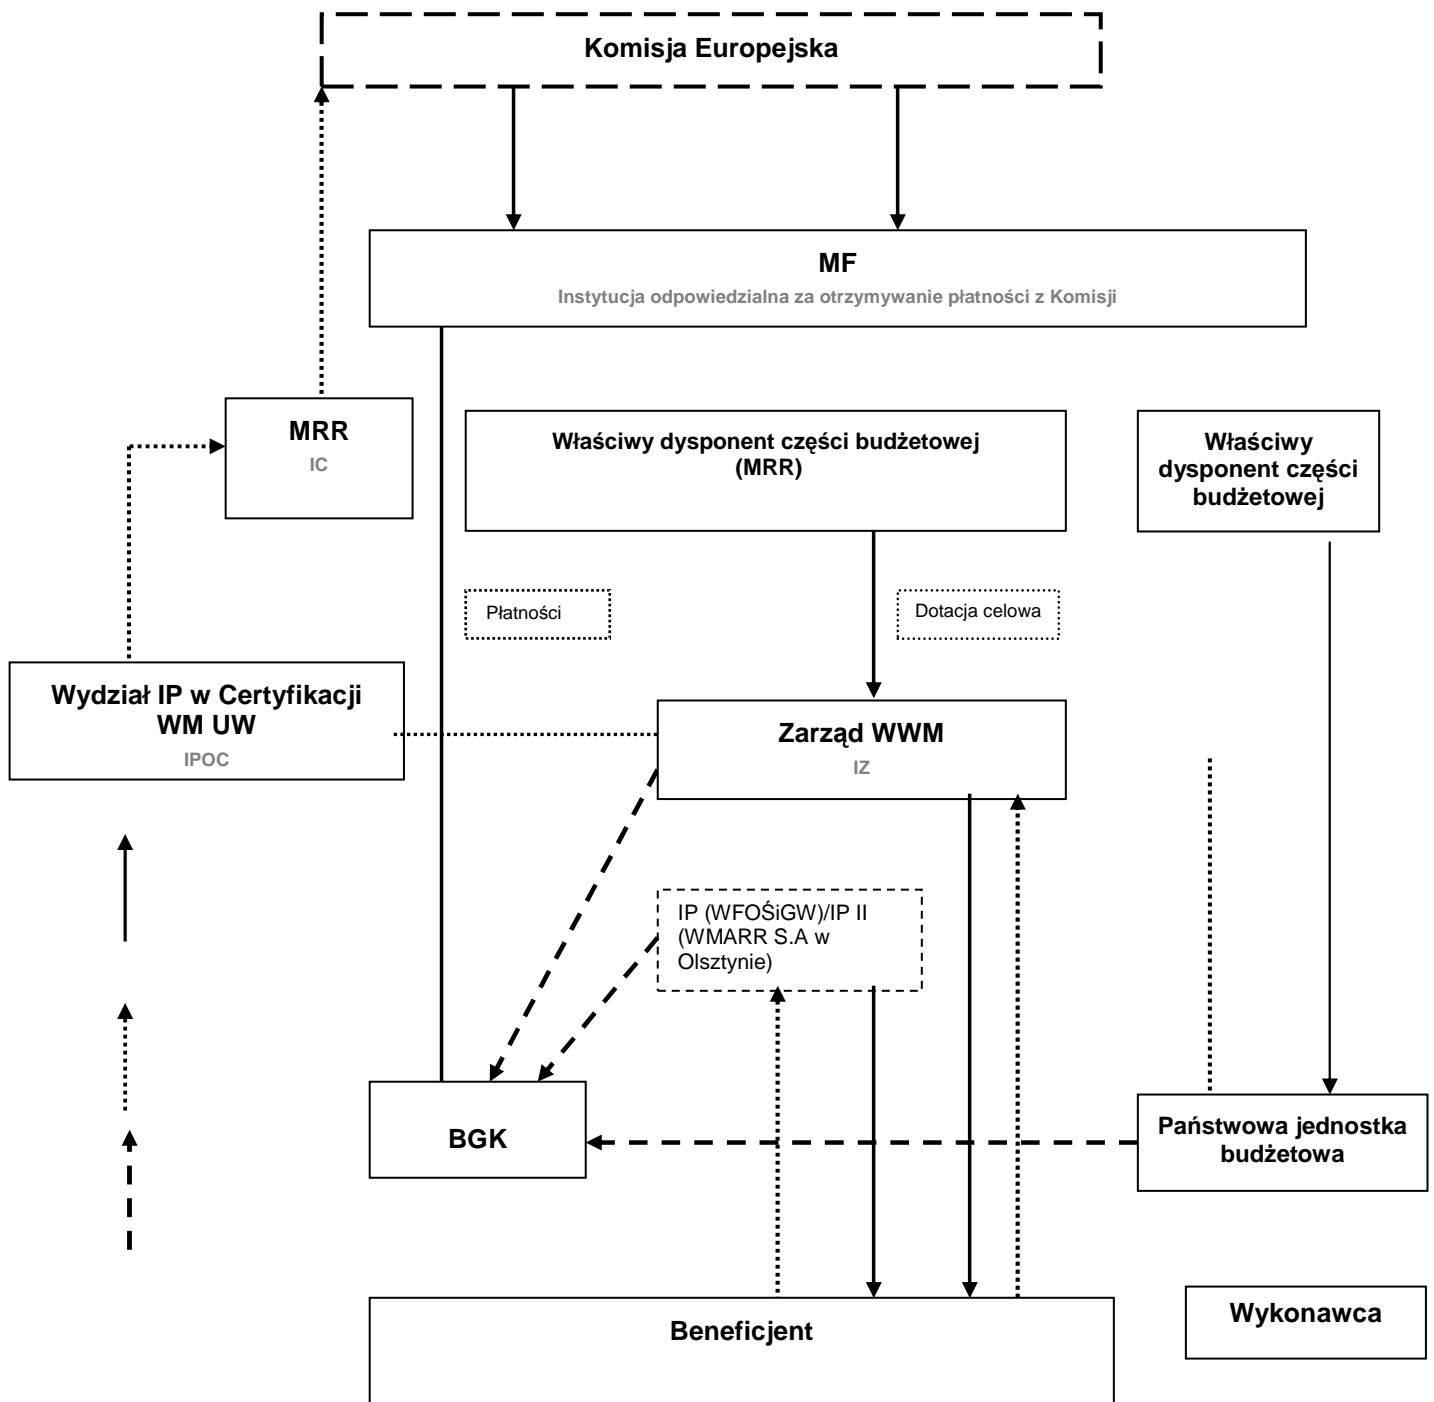 Komisja Europejska
MF
Instytucja odpowiedzialna za otrzymywanie płatności z Komisji
MRR
IC
Właściwy dysponent części budżetowej
(MRR)
Właściwy
dysponent części
budżetowej
Płatności
Dotacja celowa
Wydział IP w Certyfikacji
WM UW
IPOC
Zarząd WWM
IZ
IP (WFOŚiGW)/IP II
(WMARR S.A w
Olsztynie)
BGK
Państwowa jednostka
budżetowa
Beneficjent
Wykonawca